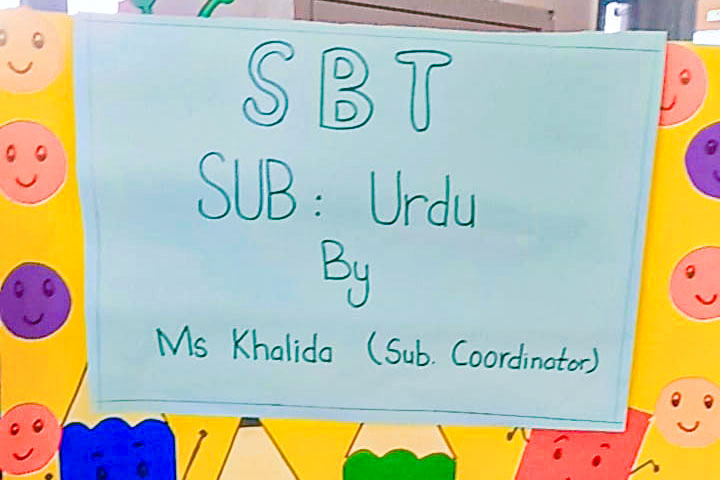 SBT
SUB: Urdu
By
Ms Khalida (Sub. Coordinator)